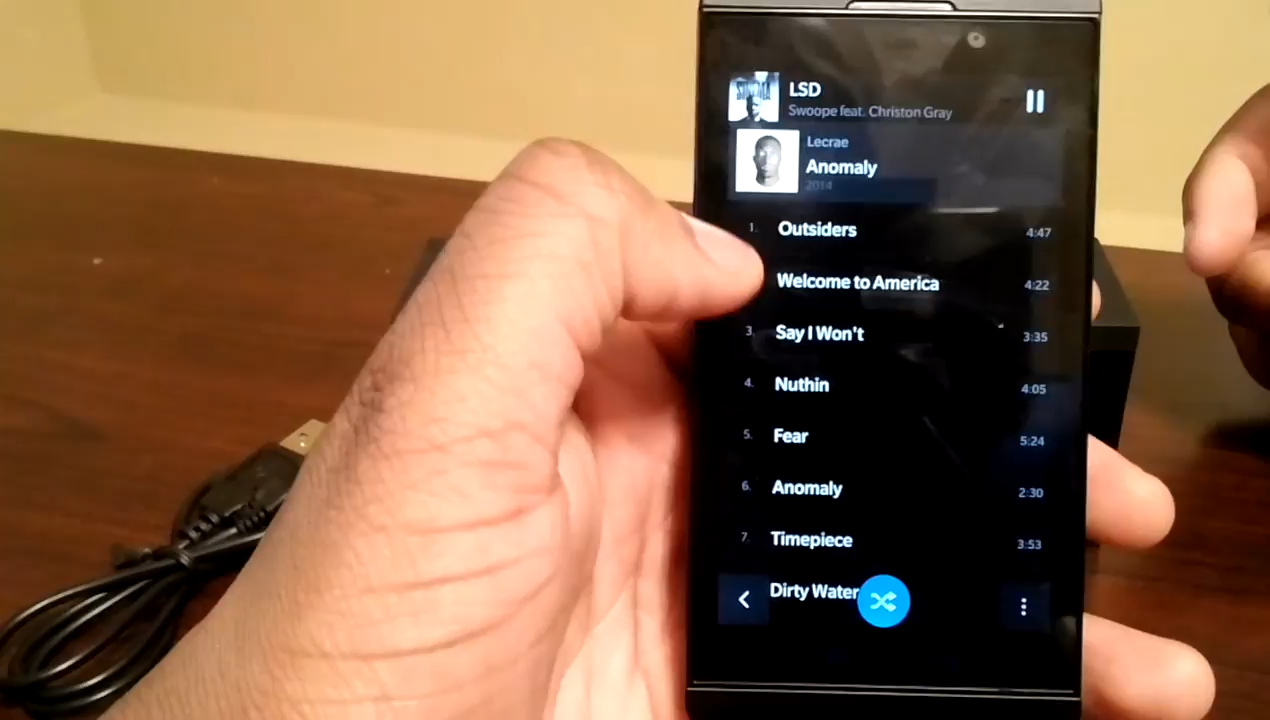 LSD
Swoope feat. Christon Gray
Lecrae
Anomaly
2014
1. Outsiders 4:47
Welcome to America 4:22
3. Say I Won't 3:35
4. Nuthin 4:05
5. Fear 5:24
6. Anomaly 2:30
7. Timepiece 3:53
Dirty Water